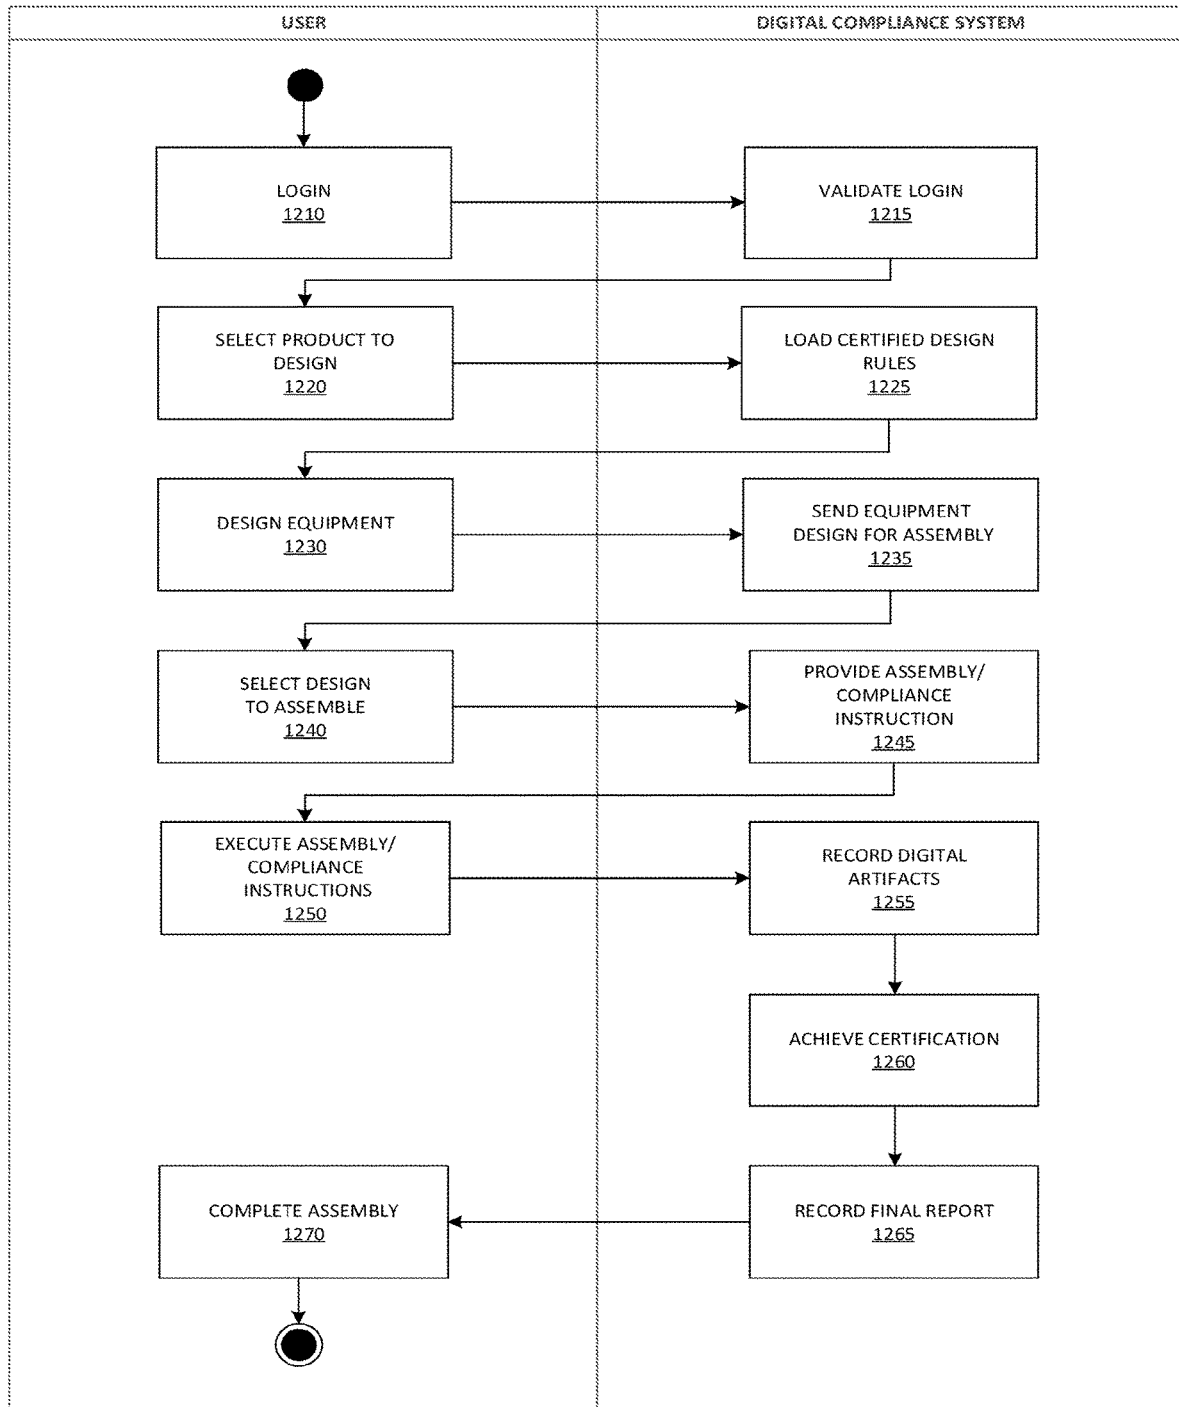 USER
DIGITAL COMPLIANCE SYSTEM
LOGIN
1210
VALIDATE LOGIN
1215
SELECT PRODUCT TO
DESIGN
1220
LOAD CERTIFIED DESIGN
RULES
1225
DESIGN EQUIPMENT
1230
SEND EQUIPMENT
DESIGN FOR ASSEMBLY
1235
SELECT DESIGN
TO ASSEMBLE
1240
PROVIDE ASSEMBLY/
COMPLIANCE
INSTRUCTION
1245
EXECUTE ASSEMBLY/
COMPLIANCE
INSTRUCTIONS
1250
RECORD DIGITAL
ARTIFACTS
1255
ACHIEVE CERTIFICATION
1260
RECORD FINAL REPORT
1265
COMPLETE ASSEMBLY
1270